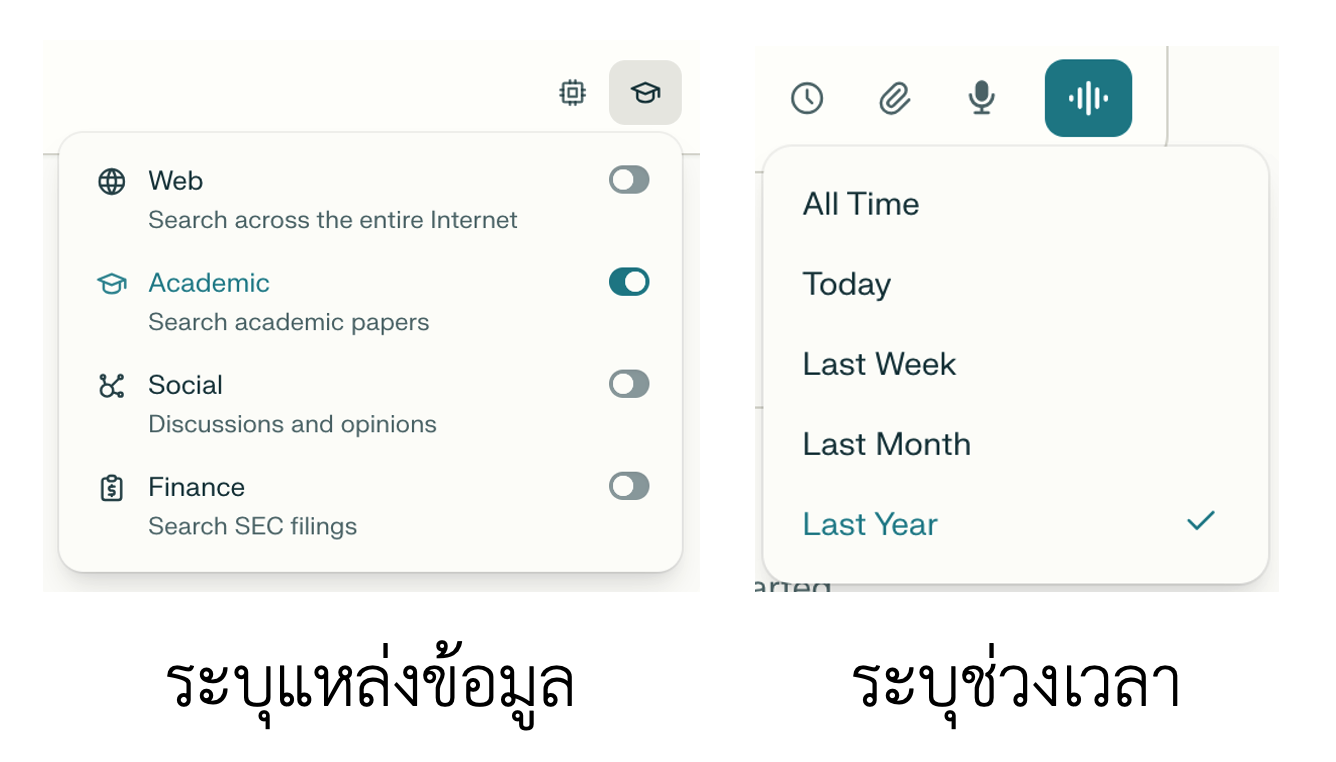 Web
Search across the entire Internet
Academic
Search academic papers
Social
Discussions and opinions
Finance
Search SEC filings
ระบุแหล่งข้อมูล
All Time
Today
Last Week
Last Month
Last Year
ระบุช่วงเวลา